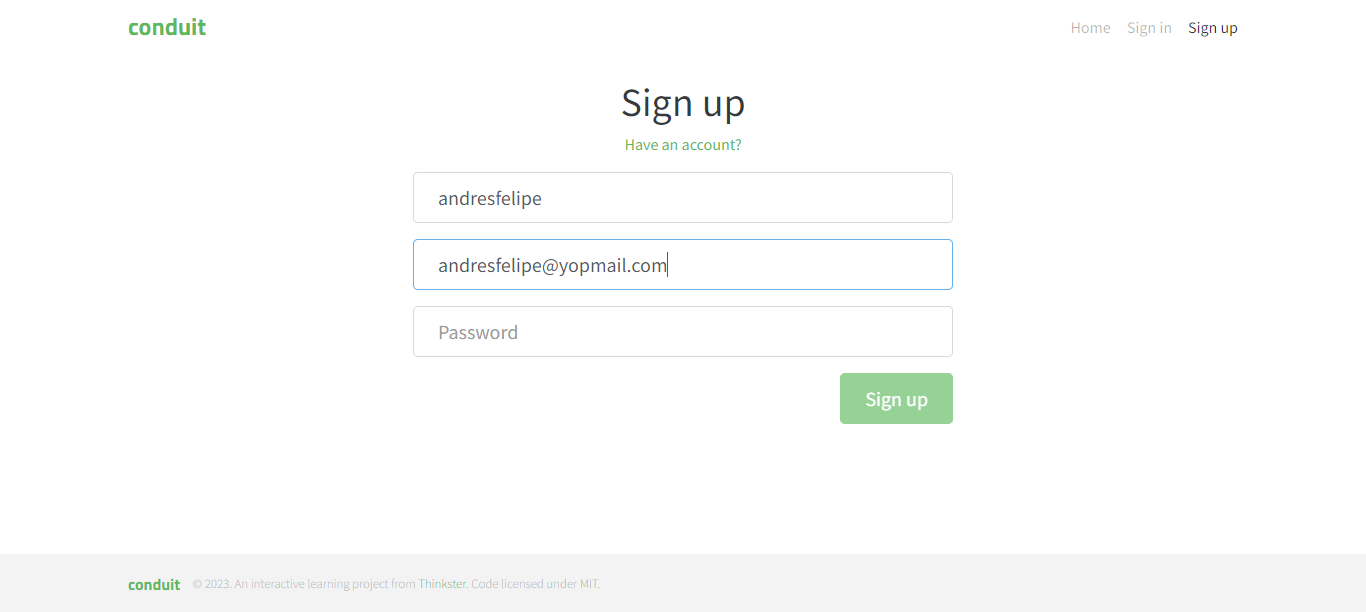 conduit
Home Sign in Sign up
Sign up
Have an account?
andresfelipe
andresfelipe@yopmail.com
Password
Sign up
conduit © 2023. An interactive learning project from Thinkster. Code licensed under MIT.